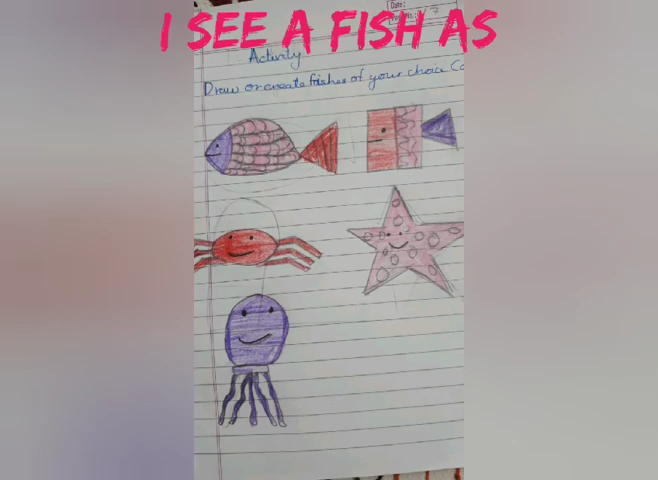 I SEE A FISH AS
Date:
Activity
Draw or create fishes of your choice